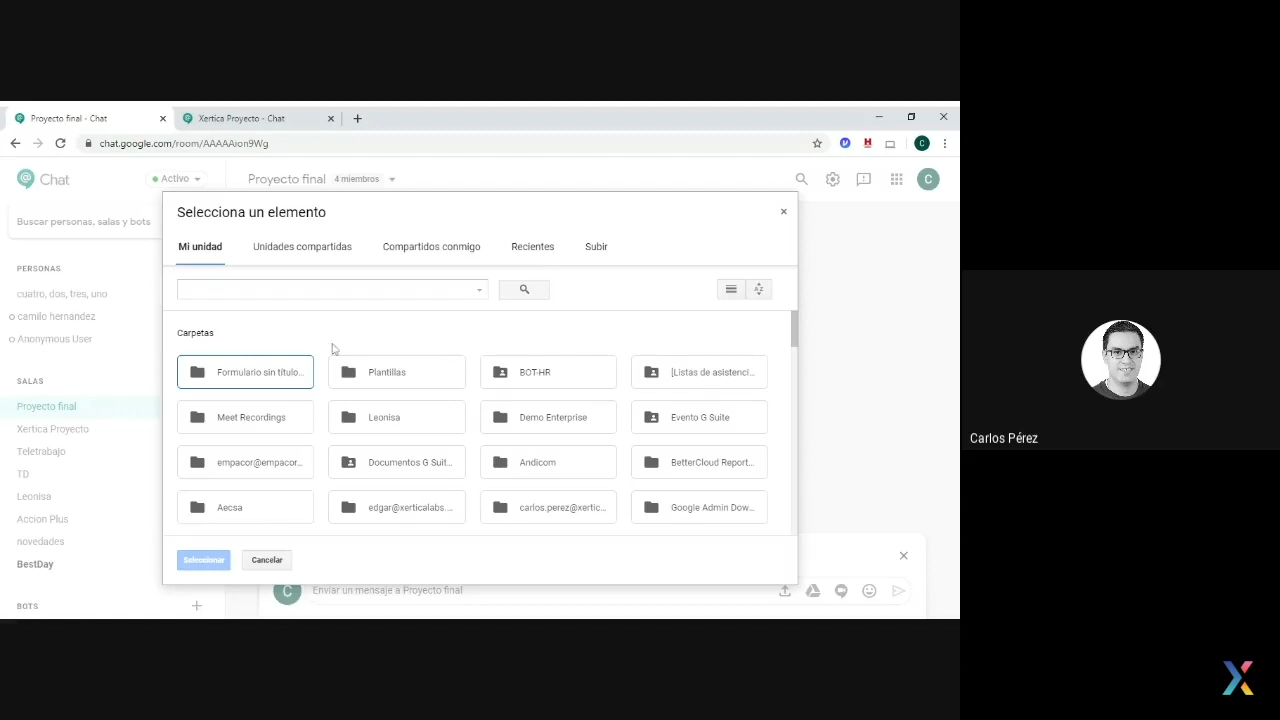 Proyecto final - Chat
Xertica Proyecto - Chat
chat.google.com/room/AAAAAion9Wg
C
Chat
Activo
Proyecto final 4 miembros
C
Buscar personas, salas y bots
PERSONAS
cuatro, dos, tres, uno
camilo hernandez
Anonymous User
SALAS
Proyecto final
Xertica Proyecto
Teletrabajo
TD
Leonisa
Accion Plus
novedades
BestDay
BOTS
Selecciona un elemento
Mi unidad Unidades compartidas Compartidos conmigo Recientes Subir
AZ
Carpetas
Formulario sin título... Plantillas BOT-HR [Listas de asistenci...
Meet Recordings Leonisa Demo Enterprise Evento G Suite
empacor@empacor... Documentos G Suit... Andicom BetterCloud Report...
Aecsa edgar@xerticalabs.... carlos.perez@xertic... Google Admin Dow...
Seleccionar Cancelar
C Enviar un mensaje a Proyecto final
Carlos Pérez